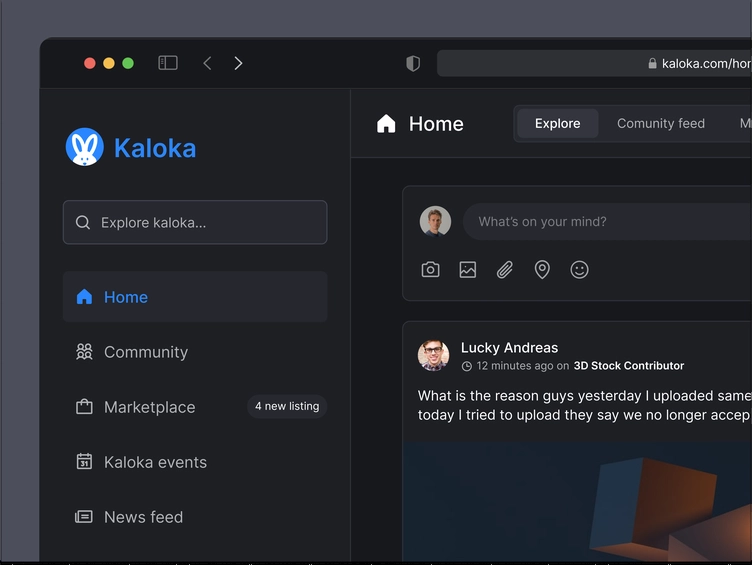 kaloka.com/hor
Kaloka
Home
Explore
Comunity feed
Explore kaloka...
What's on your mind?
Home
Community
Marketplace
4 new listing
Kaloka events
31
News feed
Lucky Andreas
12 minutes ago on 3D Stock Contributor
What is the reason guys yesterday I uploaded same
today I tried to upload they say we no longer accep